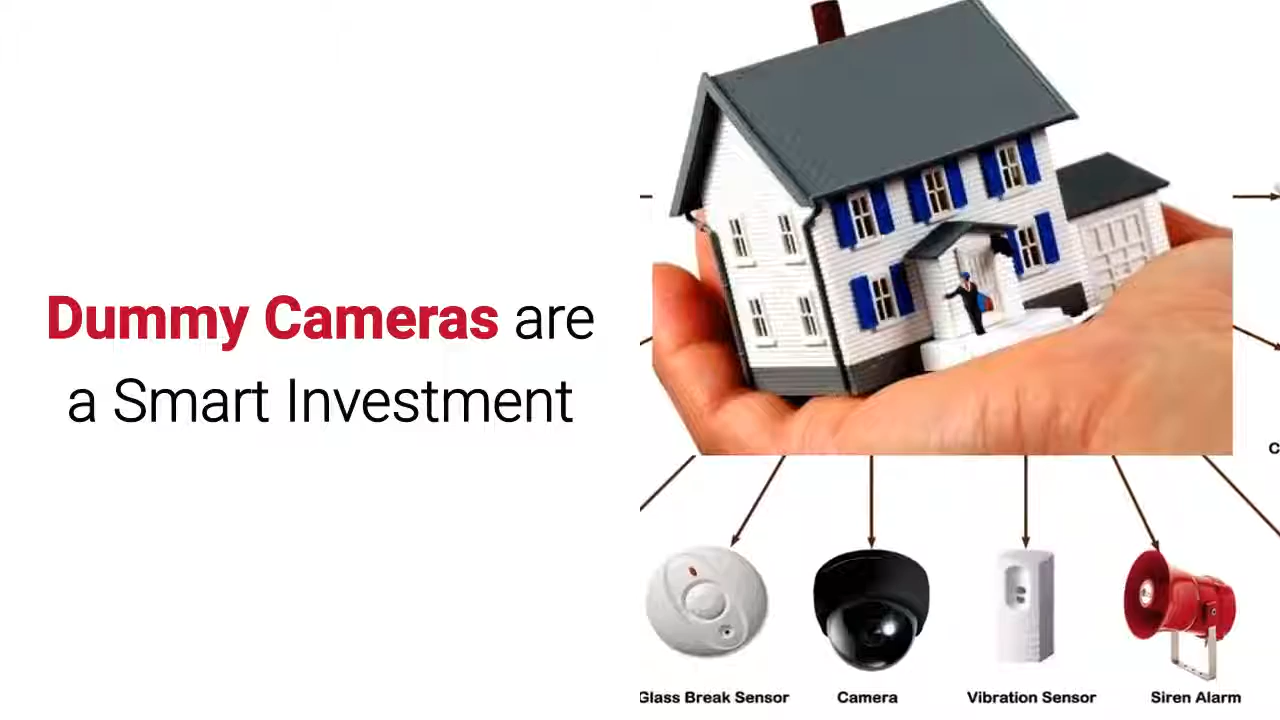 Dummy Cameras are
a Smart Investment
Glass Break Sensor
Camera
Vibration Sensor
Siren Alarm